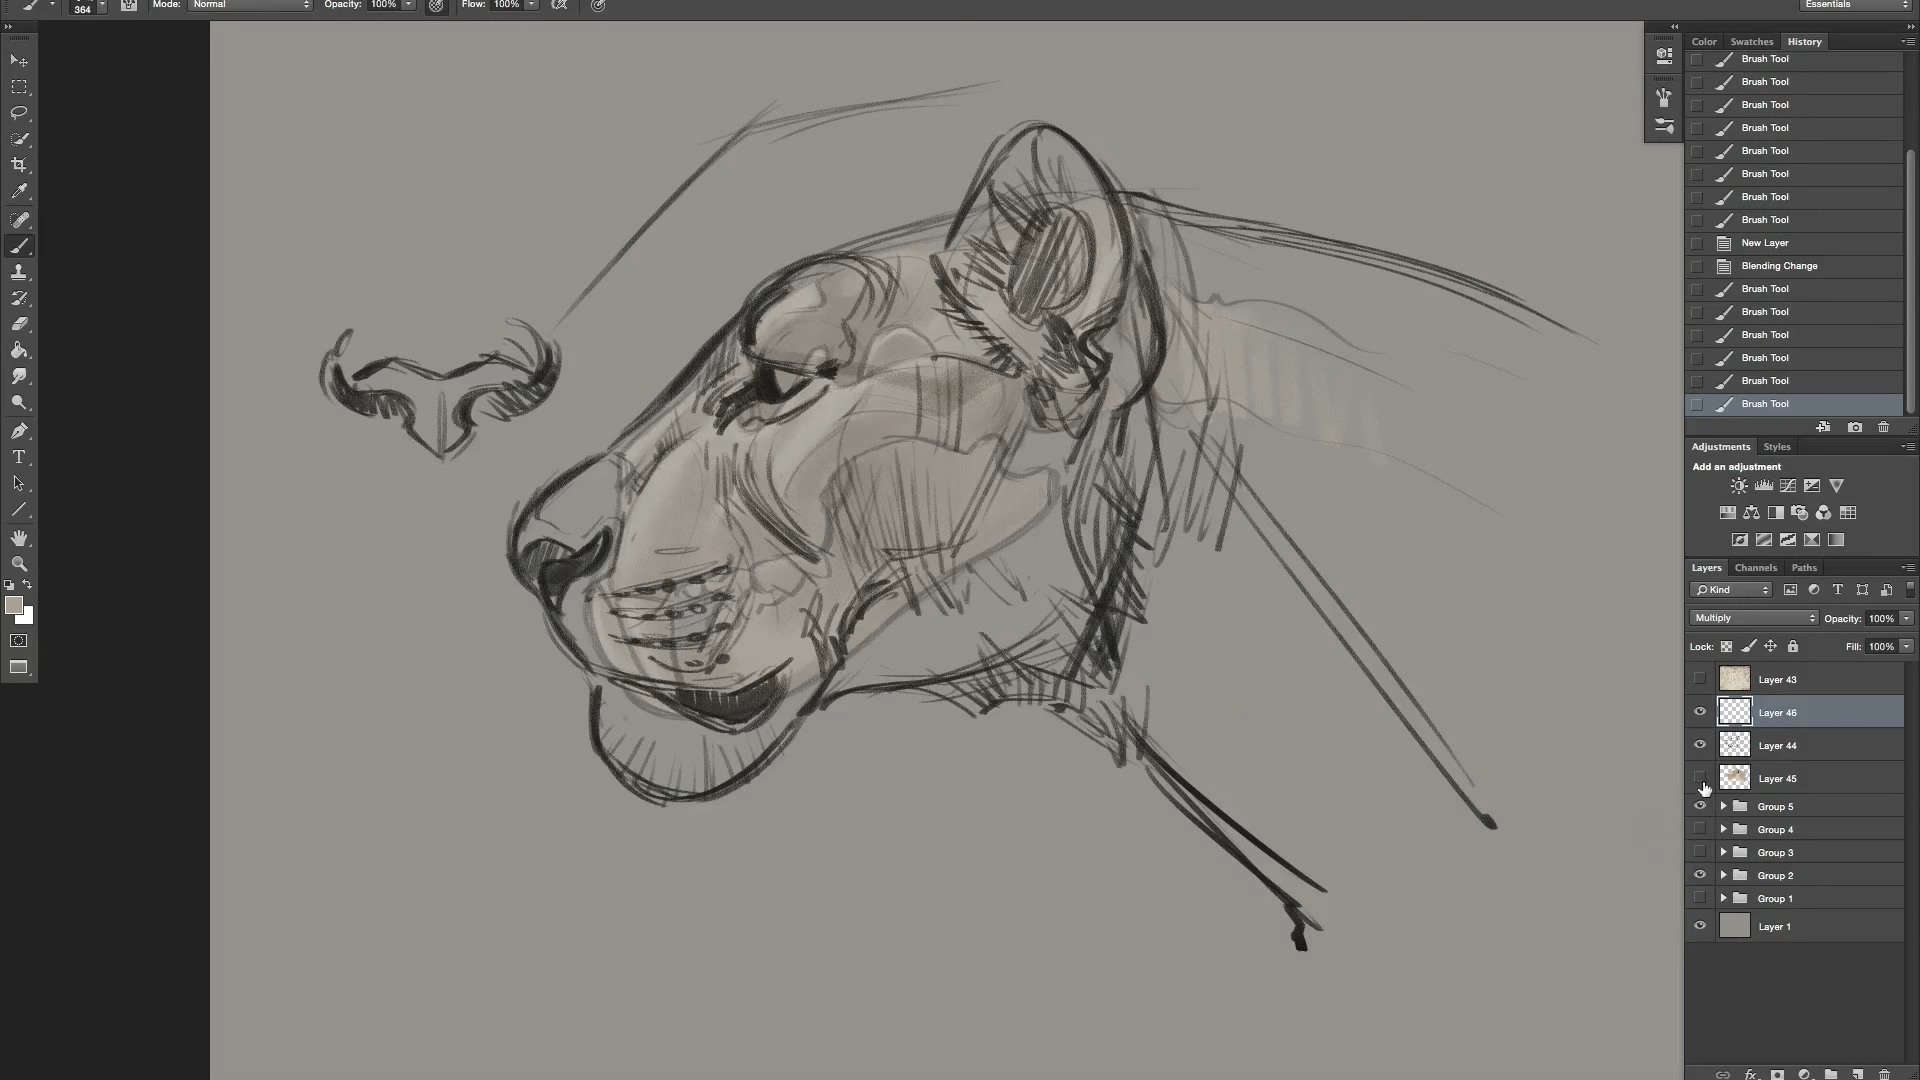 364
Mode: Normal Opacity: 100% Flow: 100% Essentials
Color Swatches History
Brush Tool
Brush Tool
Brush Tool
Brush Tool
Brush Tool
Brush Tool
Brush Tool
Brush Tool
New Layer
Blending Change
Brush Tool
Brush Tool
Brush Tool
Brush Tool
Brush Tool
Brush Tool
Adjustments Styles
Add an adjustment
Layers Channels Paths
Kind
Multiply Opacity: 100%
Lock: Fill: 100%
Layer 43
Layer 46
Layer 44
Layer 45
Group 5
Group 4
Group 3
Group 2
Group 1
Layer 1